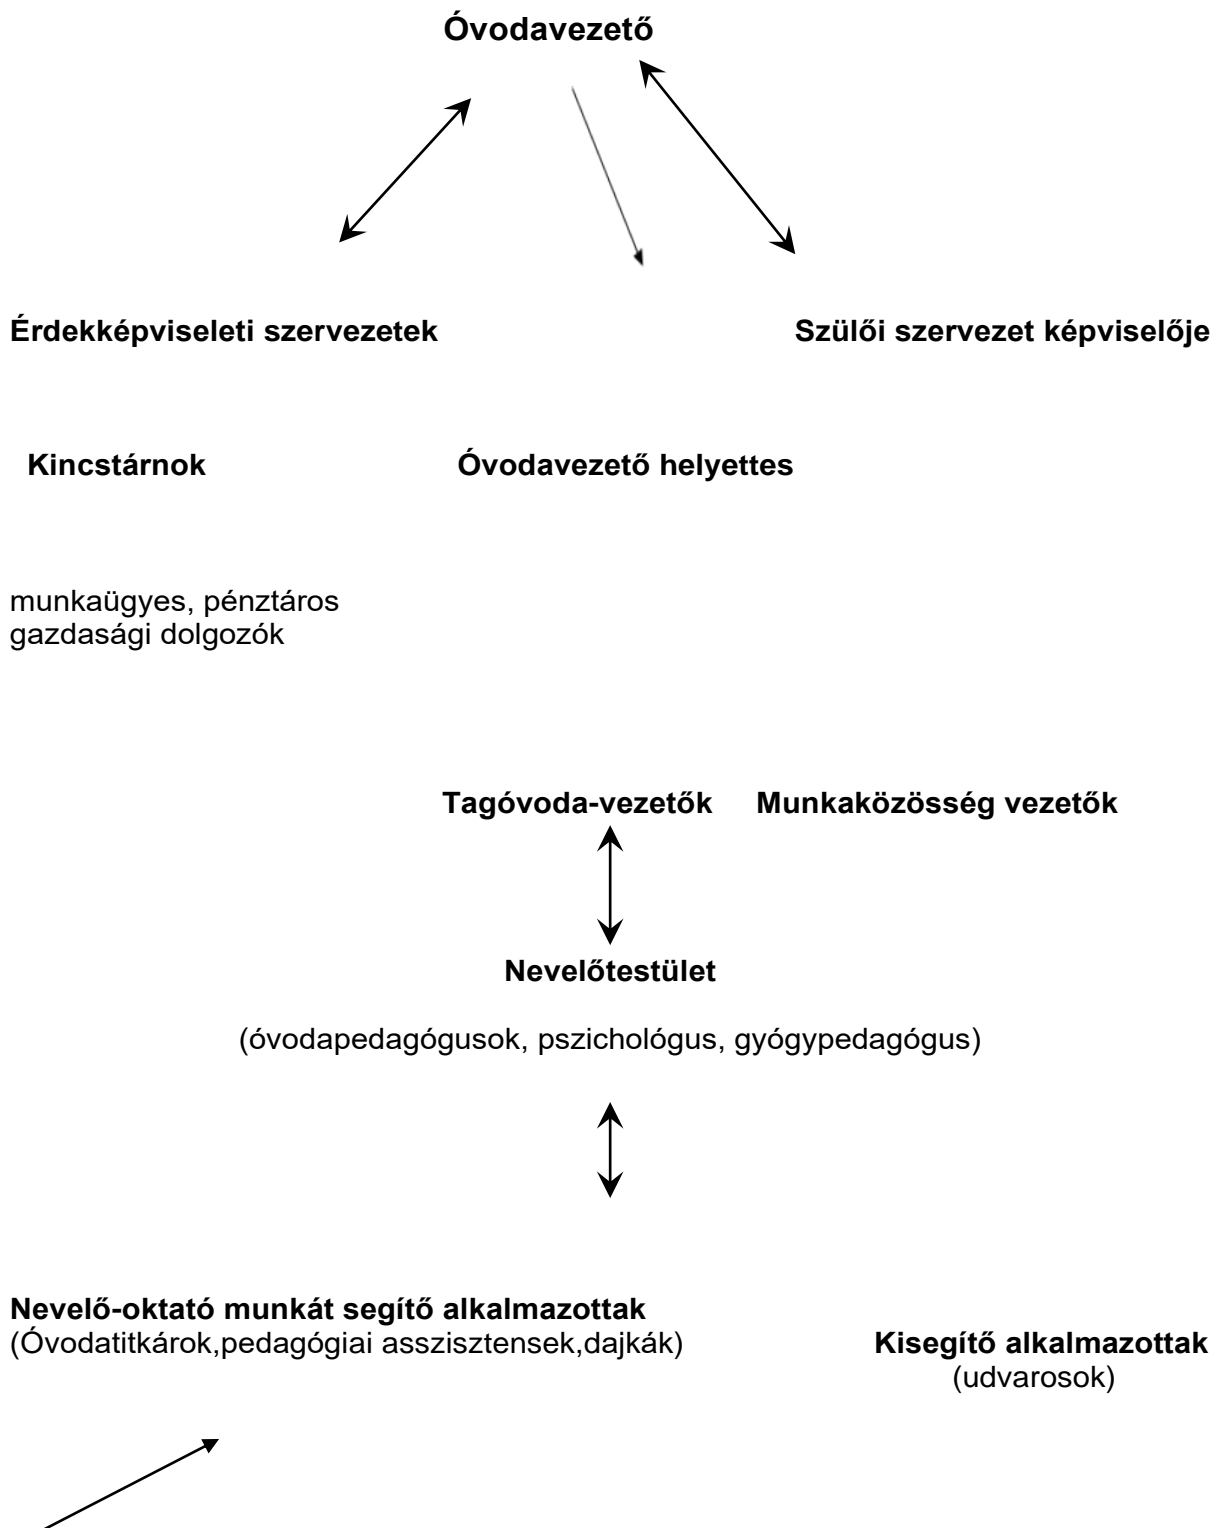 Óvodavezető
Érdekképviseleti szervezetek
Szülői szervezet képviselője
Kincstárnok
Óvodavezető helyettes
munkaügyes, pénztáros
gazdasági dolgozók
Tagóvoda-vezetők
Munkaközösség vezetők
Nevelőtestület
(óvodapedagógusok, pszichológus, gyógypedagógus)
Nevelő-oktató munkát segítő alkalmazottak
(Óvodatitkárok,pedagógiai asszisztensek,dajkák)
Kisegítő alkalmazottak
(udvarosok)